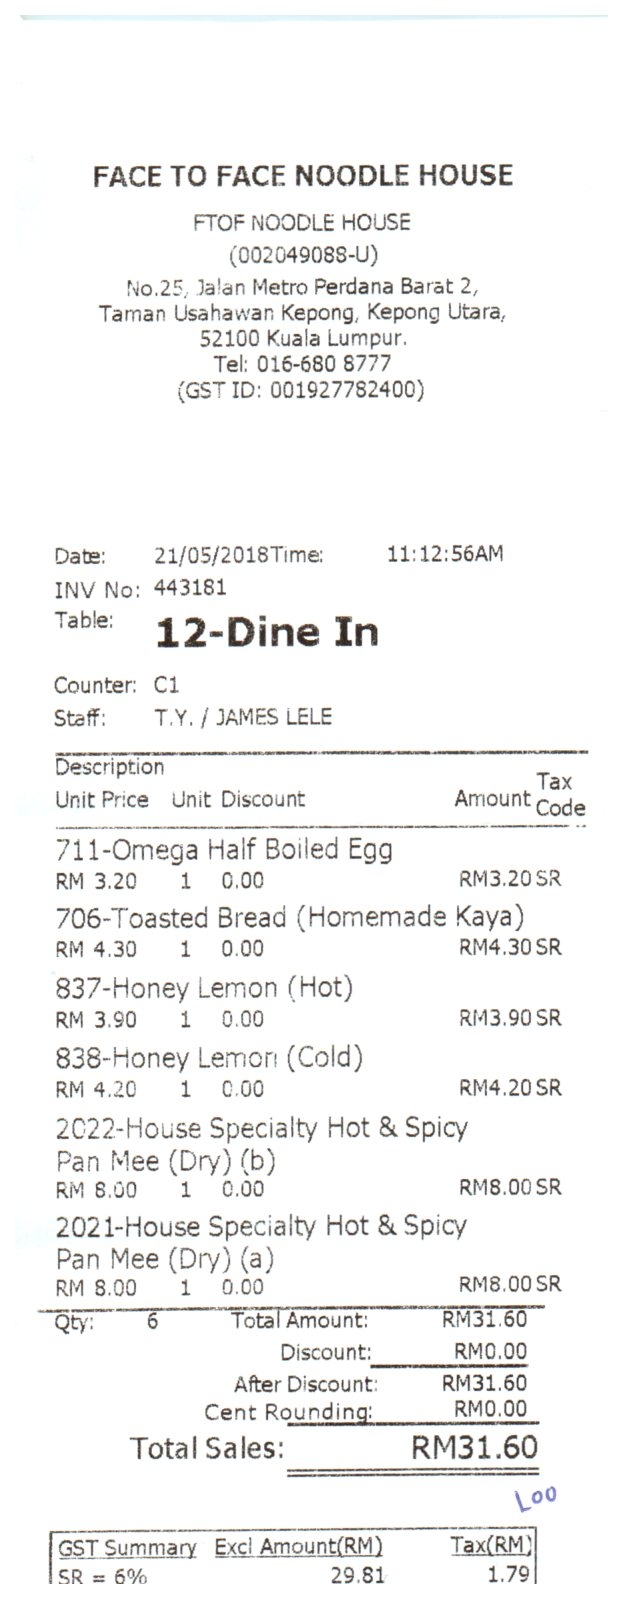 FACE TO FACE NOODLE HOUSE
FTOF NOODLE HOUSE
(002049088-U)
No.25, Jalan Metro Perdana Barat 2,
Taman Usahawan Kepong, Kepong Utara,
52100 Kuala Lumpur.
Tel: 016-680 8777
(GST ID: 001927782400)
Date: 21/05/2018Time: 11:12:56AM
INV No: 443181
Table: 12-Dine In
Counter: C1
Staff: T.Y. / JAMES LELE
Description
Unit Price Unit Discount Amount Tax Code
711-Omega Half Boiled Egg
RM 3.20 1 0.00 RM3.20 SR
706-Toasted Bread (Homemade Kaya)
RM 4.30 1 0.00 RM4.30 SR
837-Honey Lemon (Hot)
RM 3.90 1 0.00 RM3.90 SR
838-Honey Lemon (Cold)
RM 4.20 1 0.00 RM4.20 SR
2022-House Specialty Hot & Spicy
Pan Mee (Dry) (b)
RM 8.00 1 0.00 RM8.00 SR
2021-House Specialty Hot & Spicy
Pan Mee (Dry) (a)
RM 8.00 1 0.00 RM8.00 SR
Qty: 6 Total Amount: RM31.60
Discount: RM0.00
After Discount: RM31.60
Cent Rounding: RM0.00
Total Sales: RM31.60
Loo
GST Summary Excl Amount(RM) Tax(RM)
SR = 6% 29.81 1.79